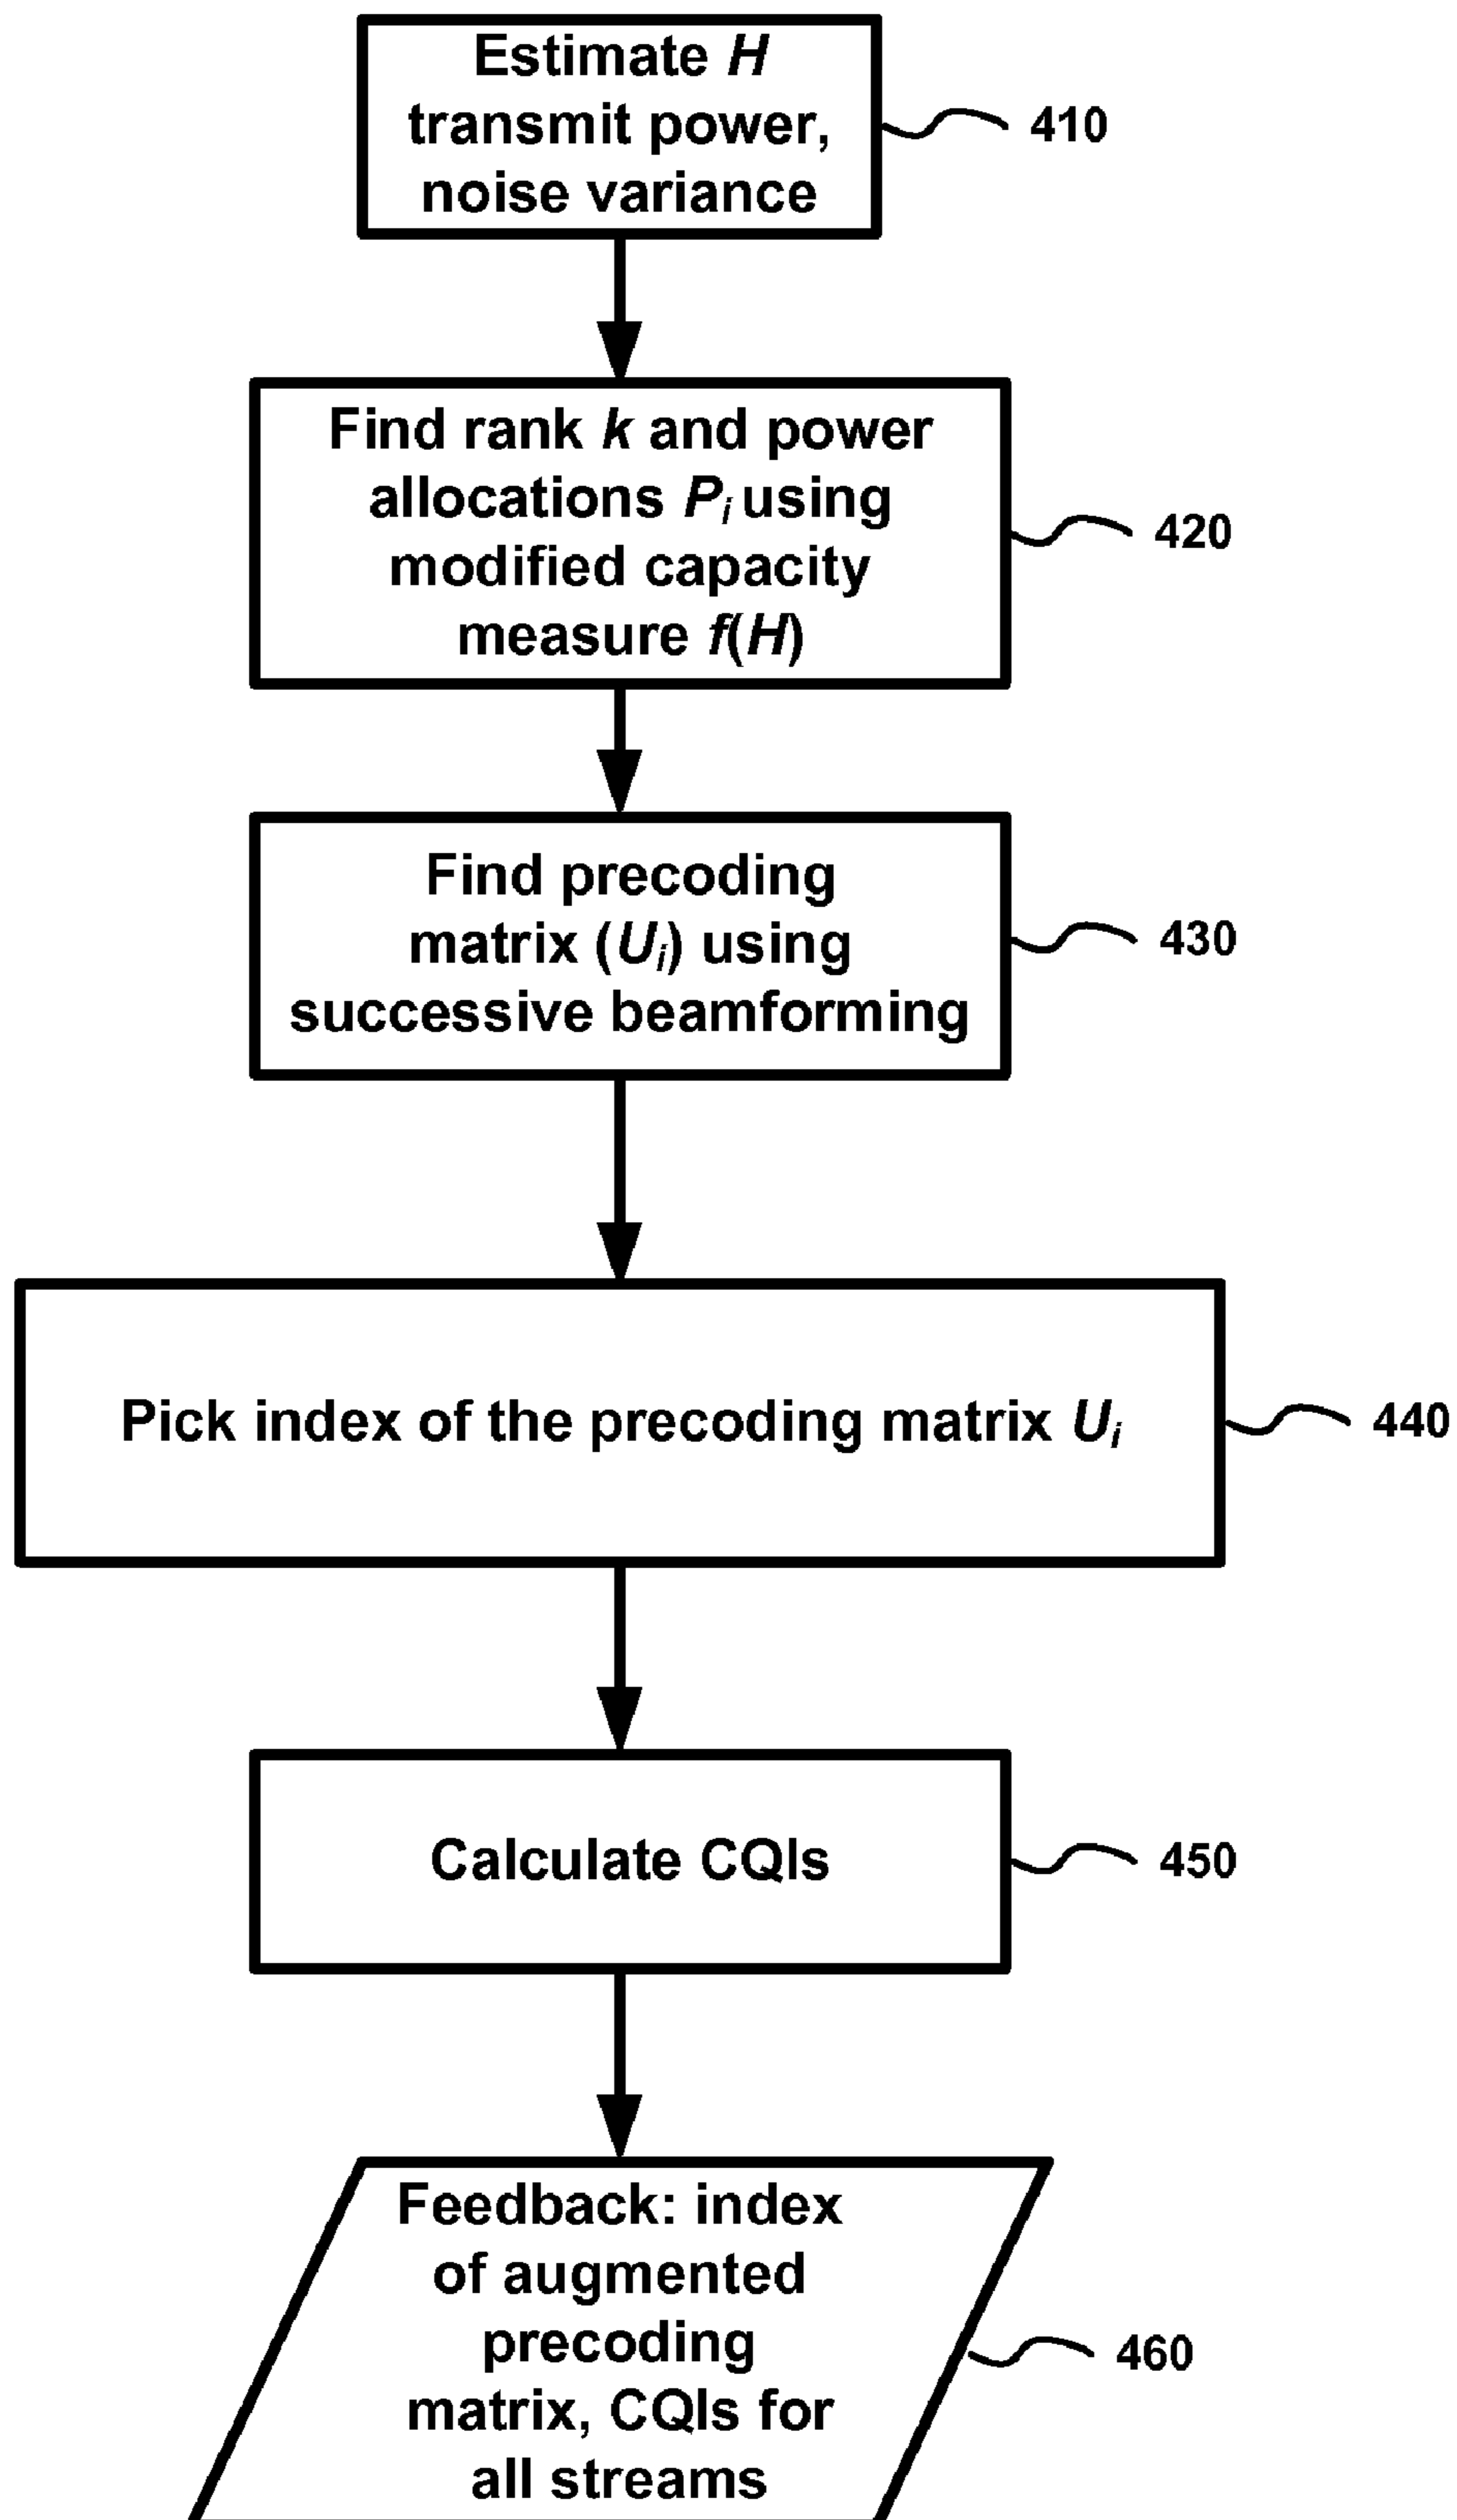 Estimate H
transmit power,
noise variance
410
Find rank k and power
allocations Pi using
modified capacity
measure f(H)
420
Find precoding
matrix (Ui) using
successive beamforming
430
Pick index of the precoding matrix Ui
440
Calculate CQIs
450
Feedback: index
of augmented
precoding
matrix, CQIs for
all streams
460